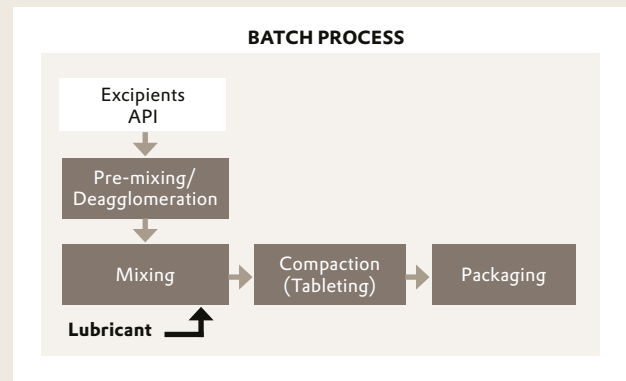 BATCH PROCESS
Excipients
API
Pre-mixing/
Deagglomeration
Mixing
Compaction
(Tableting)
Packaging
Lubricant